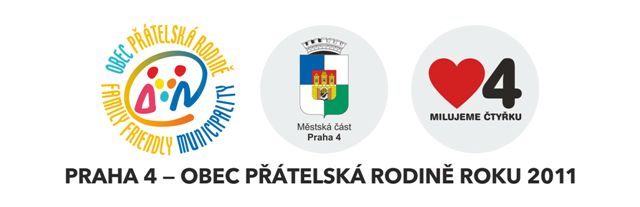 OBEC PŘÁTELSKÁ RODINĚ
FAMILY FRIENDLY MUNICIPALITY
Městská část
Praha 4
4
MILUJEME ČTYŘKU
PRAHA 4 – OBEC PŘÁTELSKÁ RODINĚ ROKU 2011